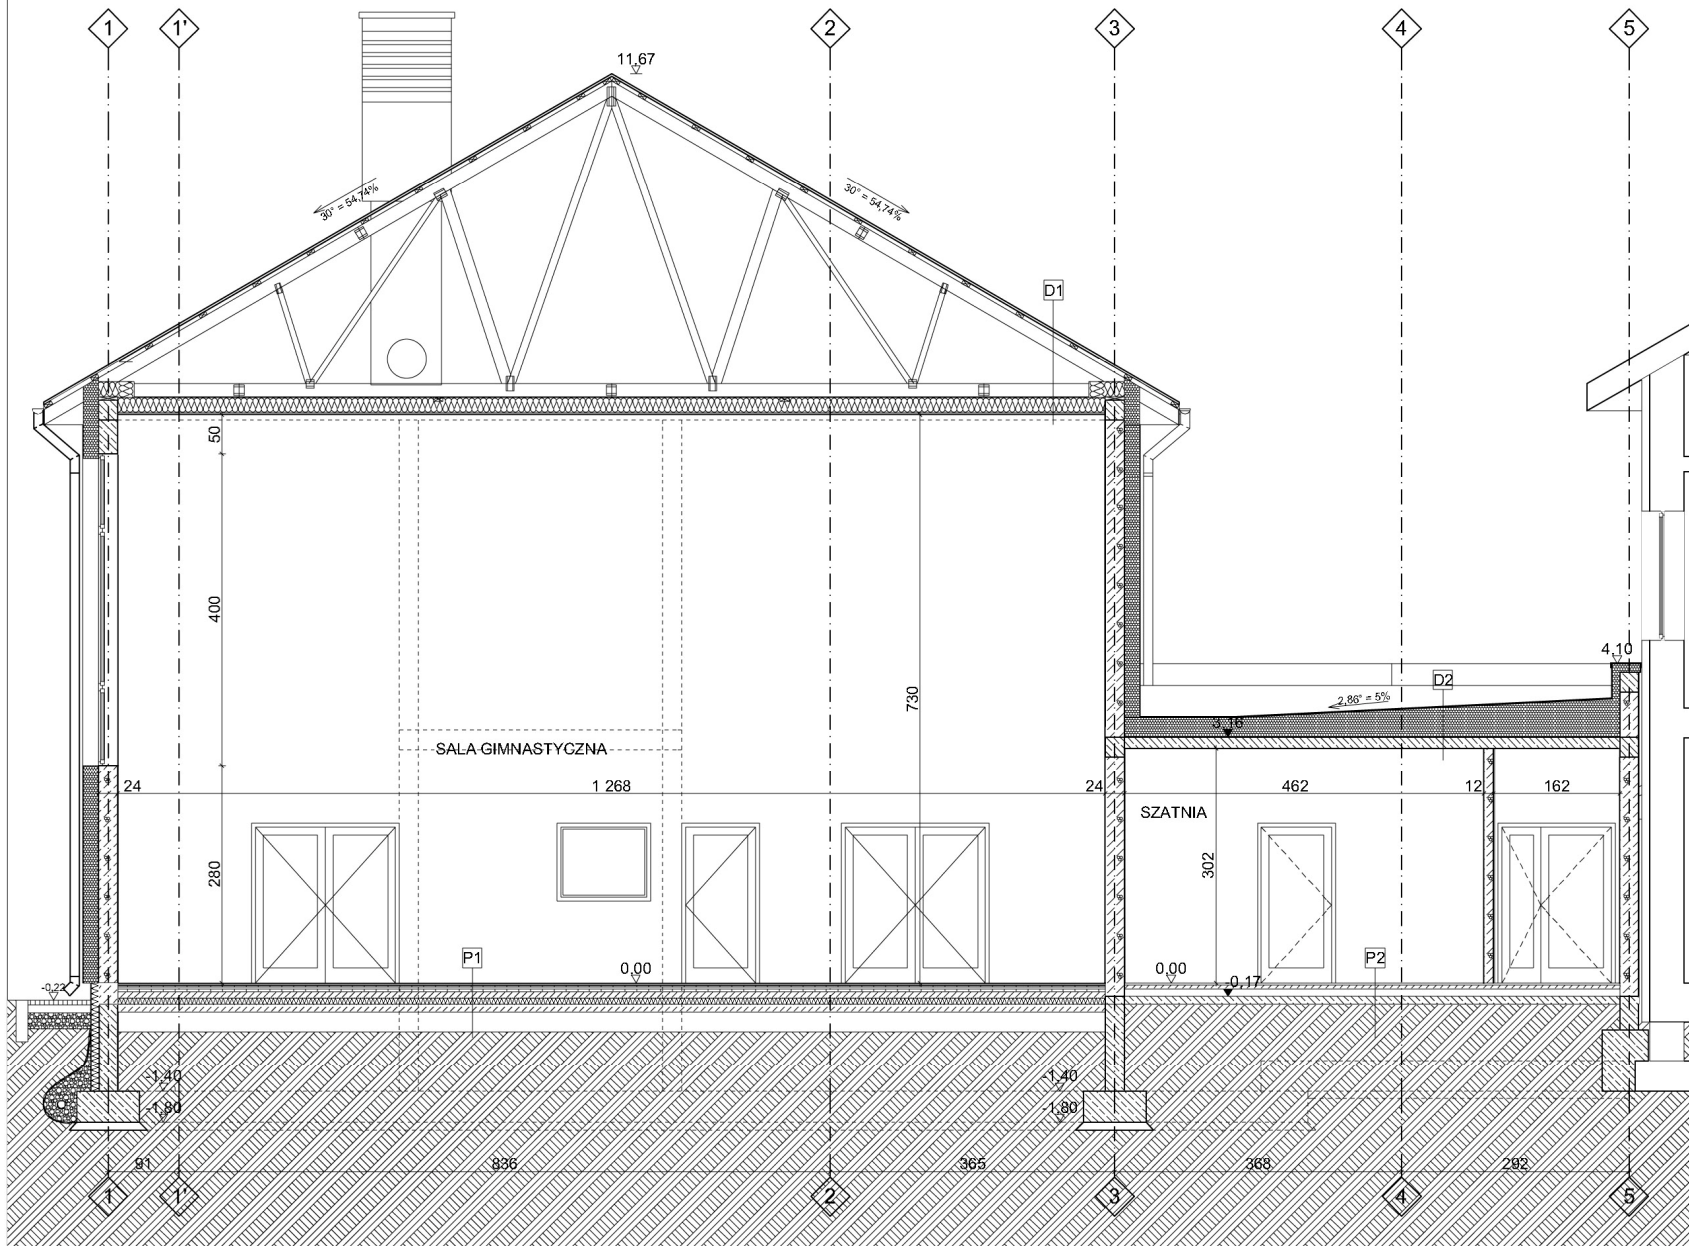 1 1' 2 3 4 5
11,67
30° = 54,74% 30° = 54,74%
D1
50
400
4,10
D2
2,86° = 5%
730
3,16
SALA GIMNASTYCZNA
24 1 268 24 462 12 162
SZATNIA
302
280
P1 P2
0,00 0,00
-0,17
-0,22
-1,40 -1,40
-1,80 -1,80
91 836 365 368 292
1 1' 2 3 4 5